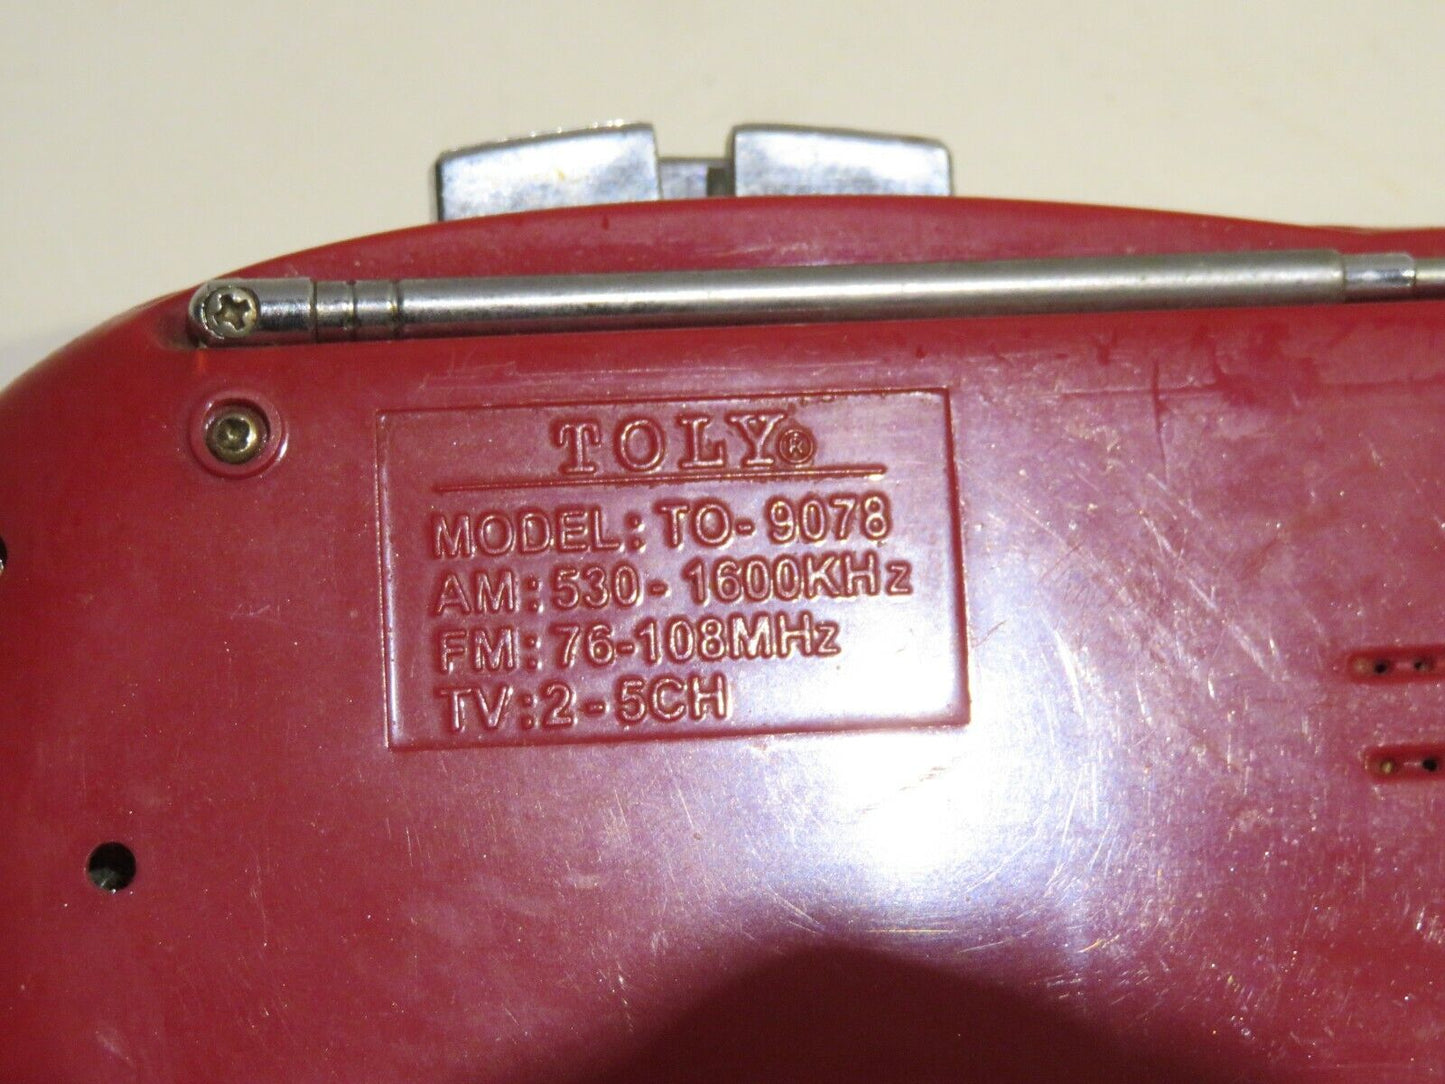 TOLY®
MODEL: TO-9078
AM: 530-1600KHz
FM: 76-108MHz
TV: 2-5CH